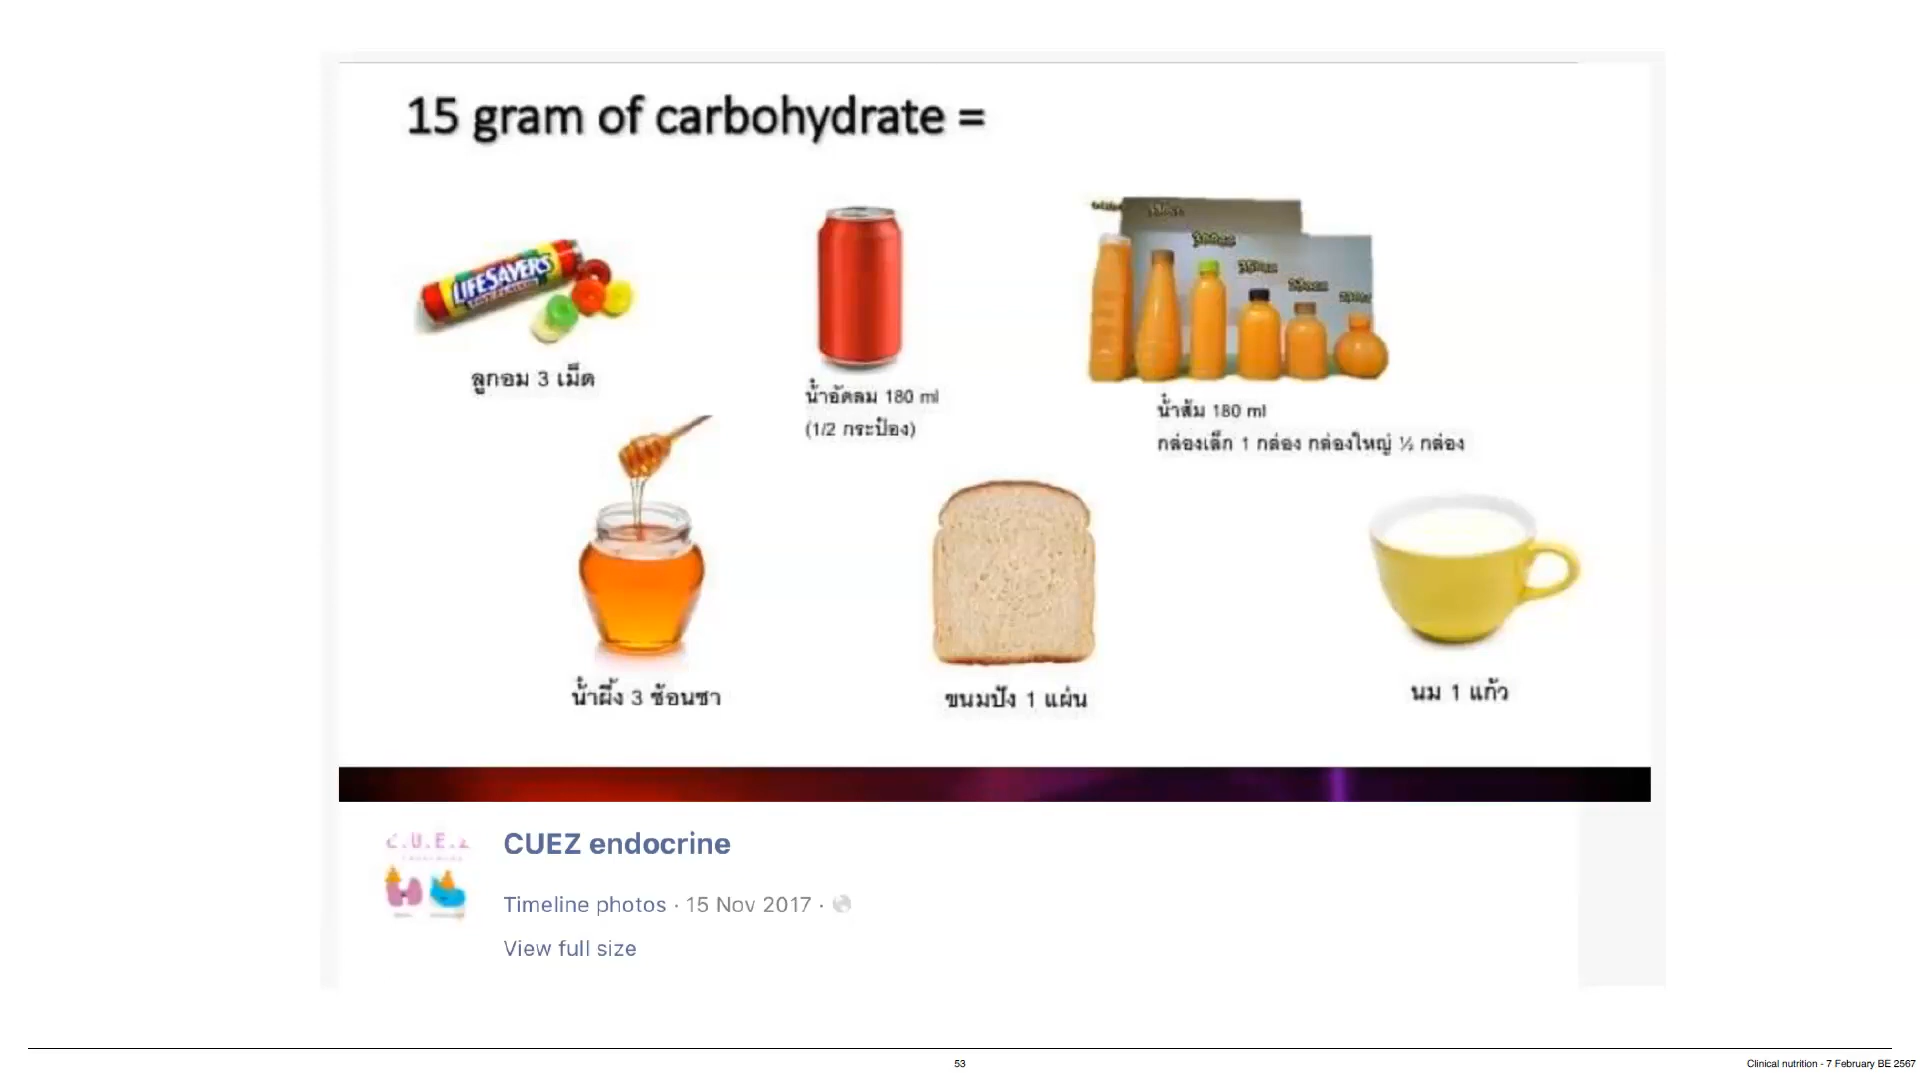 15 gram of carbohydrate =
LIFE SAVERS
350cc
ลูกอม 3 เม็ด
น้ำอัดลม 180 ml
(1/2 กระป๋อง)
น้ำส้ม 180 ml
กล่องเล็ก 1 กล่อง กล่องใหญ่ ½ กล่อง
น้ำผึ้ง 3 ช้อนชา
ขนมปัง 1 แผ่น
นม 1 แก้ว
C.U.E.Z
CUEZ endocrine
Timeline photos · 15 Nov 2017 ·
View full size
53
Clinical nutrition - 7 February BE 2567